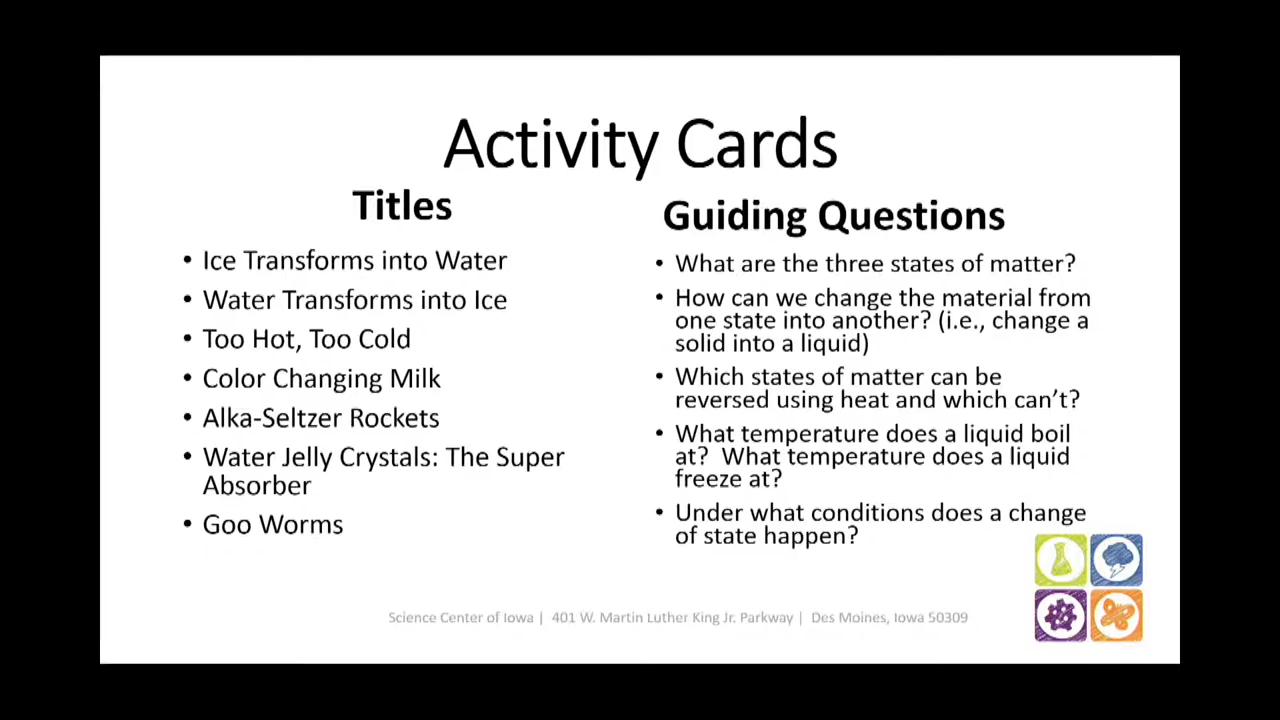 Activity Cards
Titles
• Ice Transforms into Water
• Water Transforms into Ice
• Too Hot, Too Cold
• Color Changing Milk
• Alka-Seltzer Rockets
• Water Jelly Crystals: The Super
Absorber
• Goo Worms
Guiding Questions
• What are the three states of matter?
• How can we change the material from
one state into another? (i.e., change a
solid into a liquid)
• Which states of matter can be
reversed using heat and which can't?
• What temperature does a liquid boil
at?  What temperature does a liquid
freeze at?
• Under what conditions does a change
of state happen?
Science Center of Iowa | 401 W. Martin Luther King Jr. Parkway | Des Moines, Iowa 50309